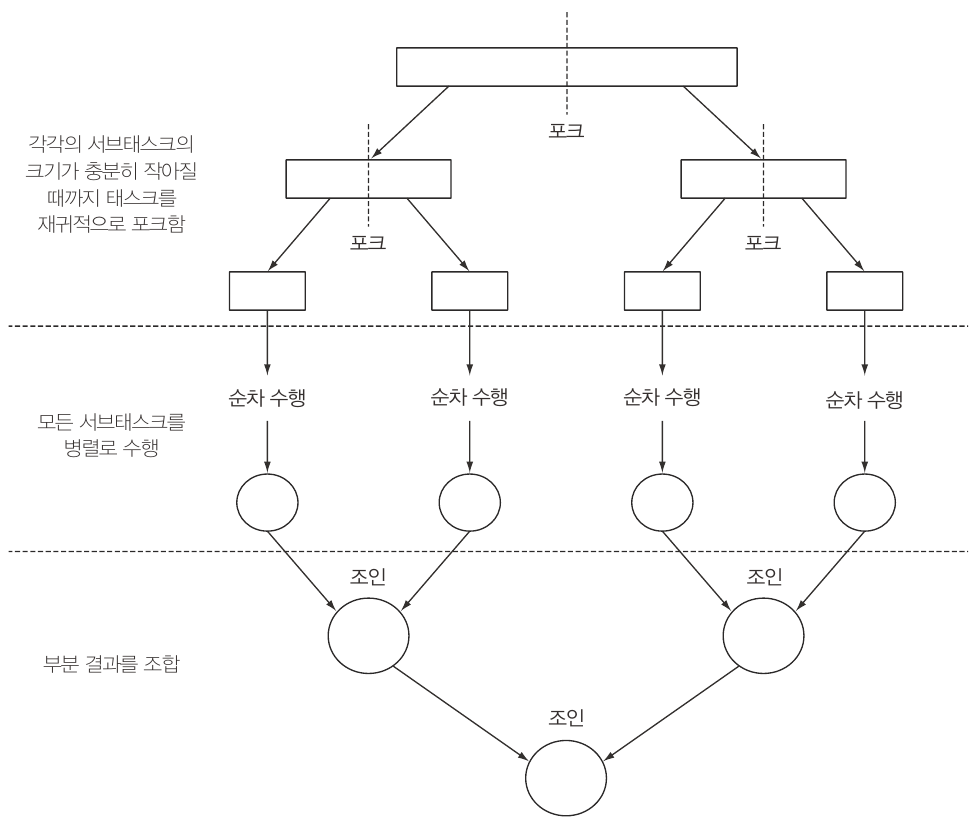 포크
각각의 서브태스크의
크기가 충분히 작아질
때까지 태스크를
재귀적으로 포크함
포크
포크
순차 수행
순차 수행
순차 수행
순차 수행
모든 서브태스크를
병렬로 수행
조인
조인
부분 결과를 조합
조인